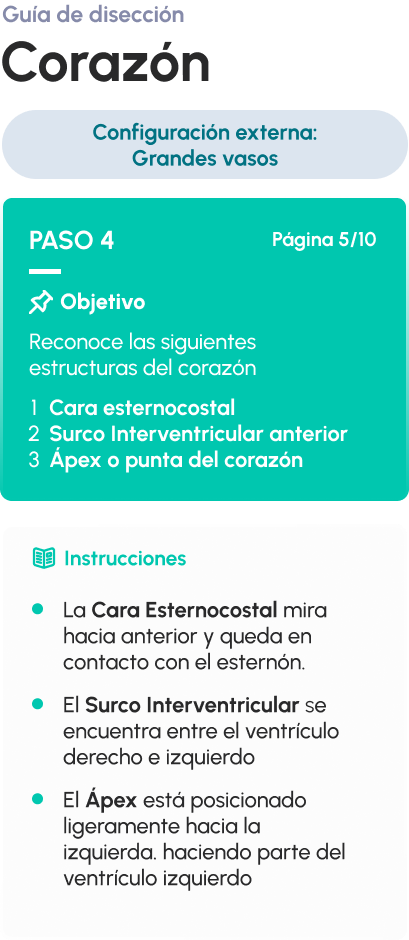 Guía de disección
Corazón
Configuración externa:
Grandes vasos
PASO 4
Página 5/10
Objetivo
Reconoce las siguientes
estructuras del corazón
1 Cara esternocostal
2 Surco Interventricular anterior
3 Ápex o punta del corazón
Instrucciones
La Cara Esternocostal mira
hacia anterior y queda en
contacto con el esternón.
El Surco Interventricular se
encuentra entre el ventrículo
derecho e izquierdo
El Ápex está posicionado
ligeramente hacia la
izquierda. haciendo parte del
ventrículo izquierdo